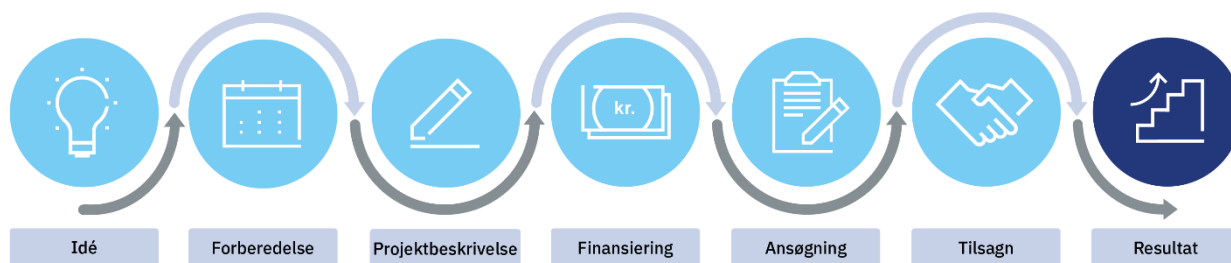 kr.
Idé
Forberedelse
Projektbeskrivelse
Finansiering
Ansøgning
Tilsagn
Resultat